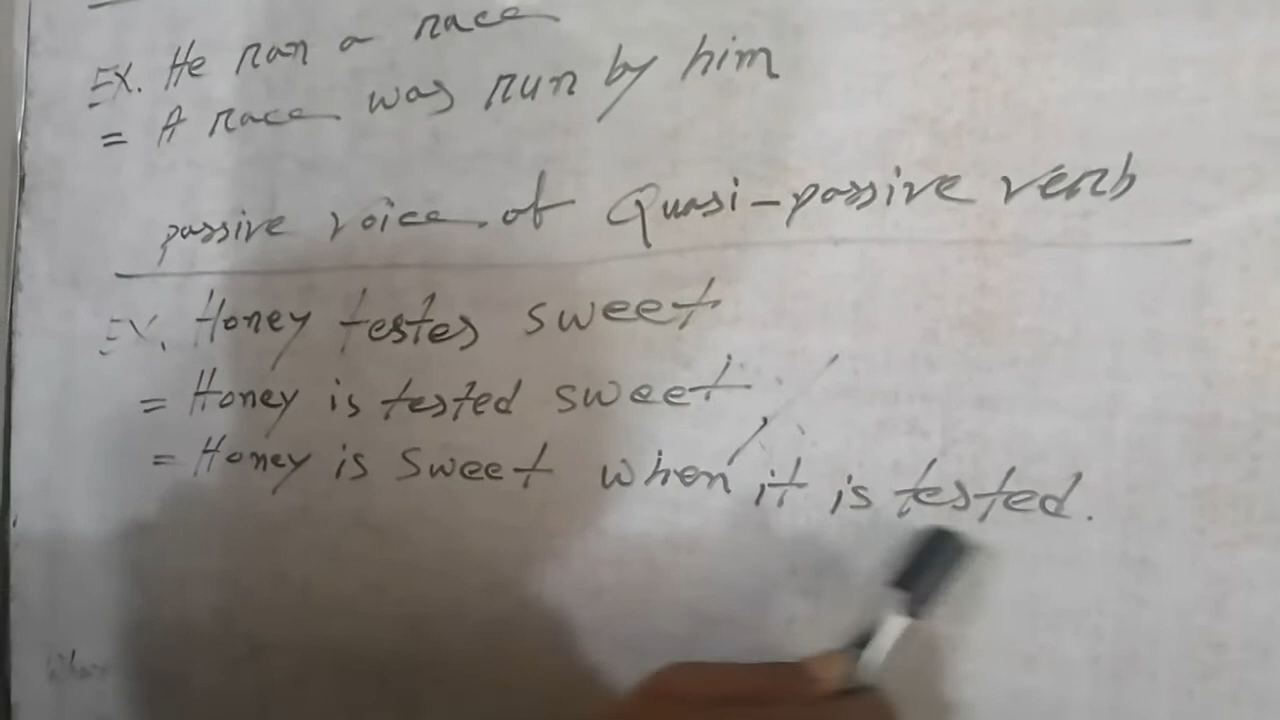 EX. He ran a race
= A race was run by him
passive voice of Quasi-passive verb
EX. Honey testes sweet
= Honey is tested sweet.
= Honey is sweet when it is tested.